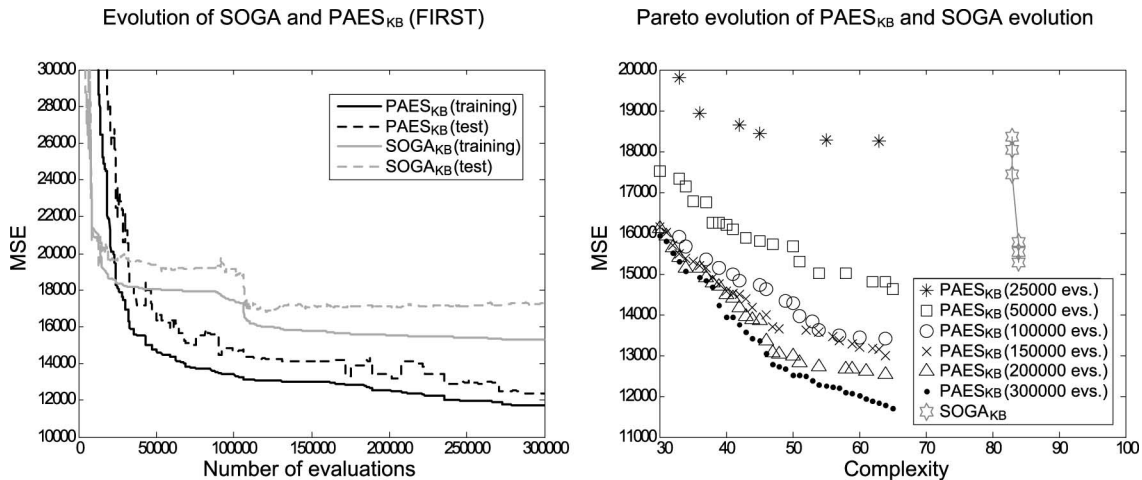 Evolution of SOGA and PAES_KB (FIRST)
MSE
30000
28000
26000
24000
22000
20000
18000
16000
14000
12000
10000
0
50000
100000
150000
200000
250000
300000
Number of evaluations
PAES_KB (training)
PAES_KB (test)
SOGA_KB (training)
SOGA_KB (test)
Pareto evolution of PAES_KB and SOGA evolution
MSE
20000
19000
18000
17000
16000
15000
14000
13000
12000
11000
30
40
50
60
70
80
90
100
Complexity
PAES_KB (25000 evs.)
PAES_KB (50000 evs.)
PAES_KB (100000 evs.)
PAES_KB (150000 evs.)
PAES_KB (200000 evs.)
PAES_KB (300000 evs.)
SOGA_KB